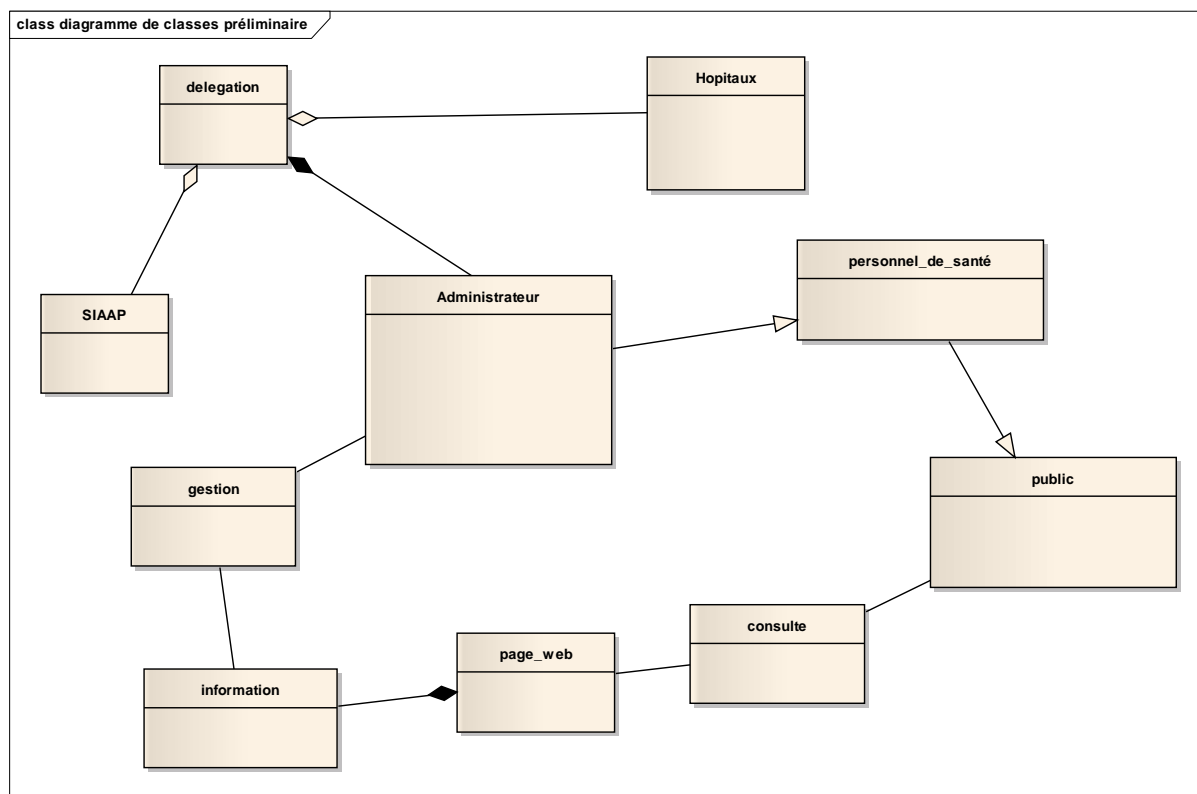 class diagramme de classes préliminaire
delegation
Hopitaux
SIAAP
Administrateur
personnel_de_santé
gestion
public
information
page_web
consulte